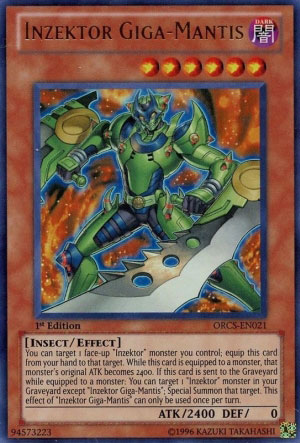 INZEKTOR GIGA-MANTIS
DARK
闇
1st Edition
ORCS-EN021
[INSECT/EFFECT]
You can target 1 face-up "Inzektor" monster you control; equip this card
from your hand to that target. While this card is equipped to a monster, that
monster's original ATK becomes 2400. If this card is sent to the Graveyard
while equipped to a monster: You can target 1 "Inzektor" monster in your
Graveyard except "Inzektor Giga-Mantis"; Special Summon that target. This
effect of "Inzektor Giga-Mantis" can only be used once per turn.
ATK/2400 DEF/ 0
94573223
©1996 KAZUKI TAKAHASHI